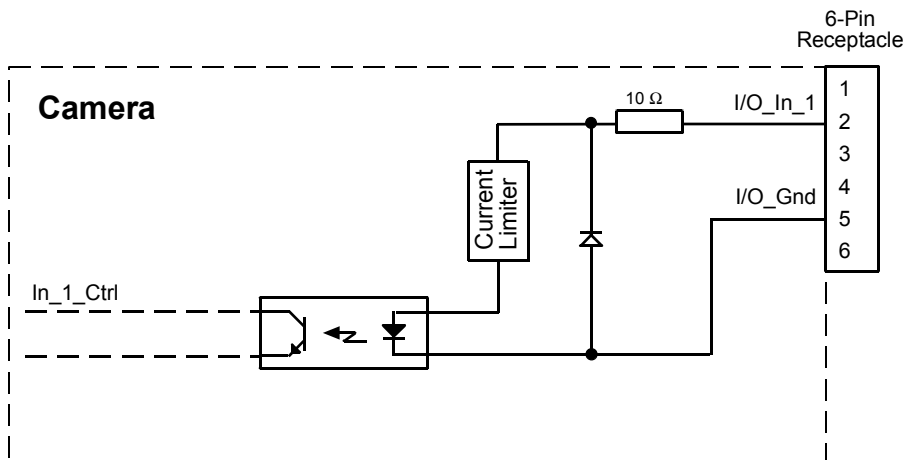 6-Pin
Receptacle
Camera
10 Ω
I/O_In_1
1
2
3
4
5
6
Current
Limiter
I/O_Gnd
In_1_Ctrl